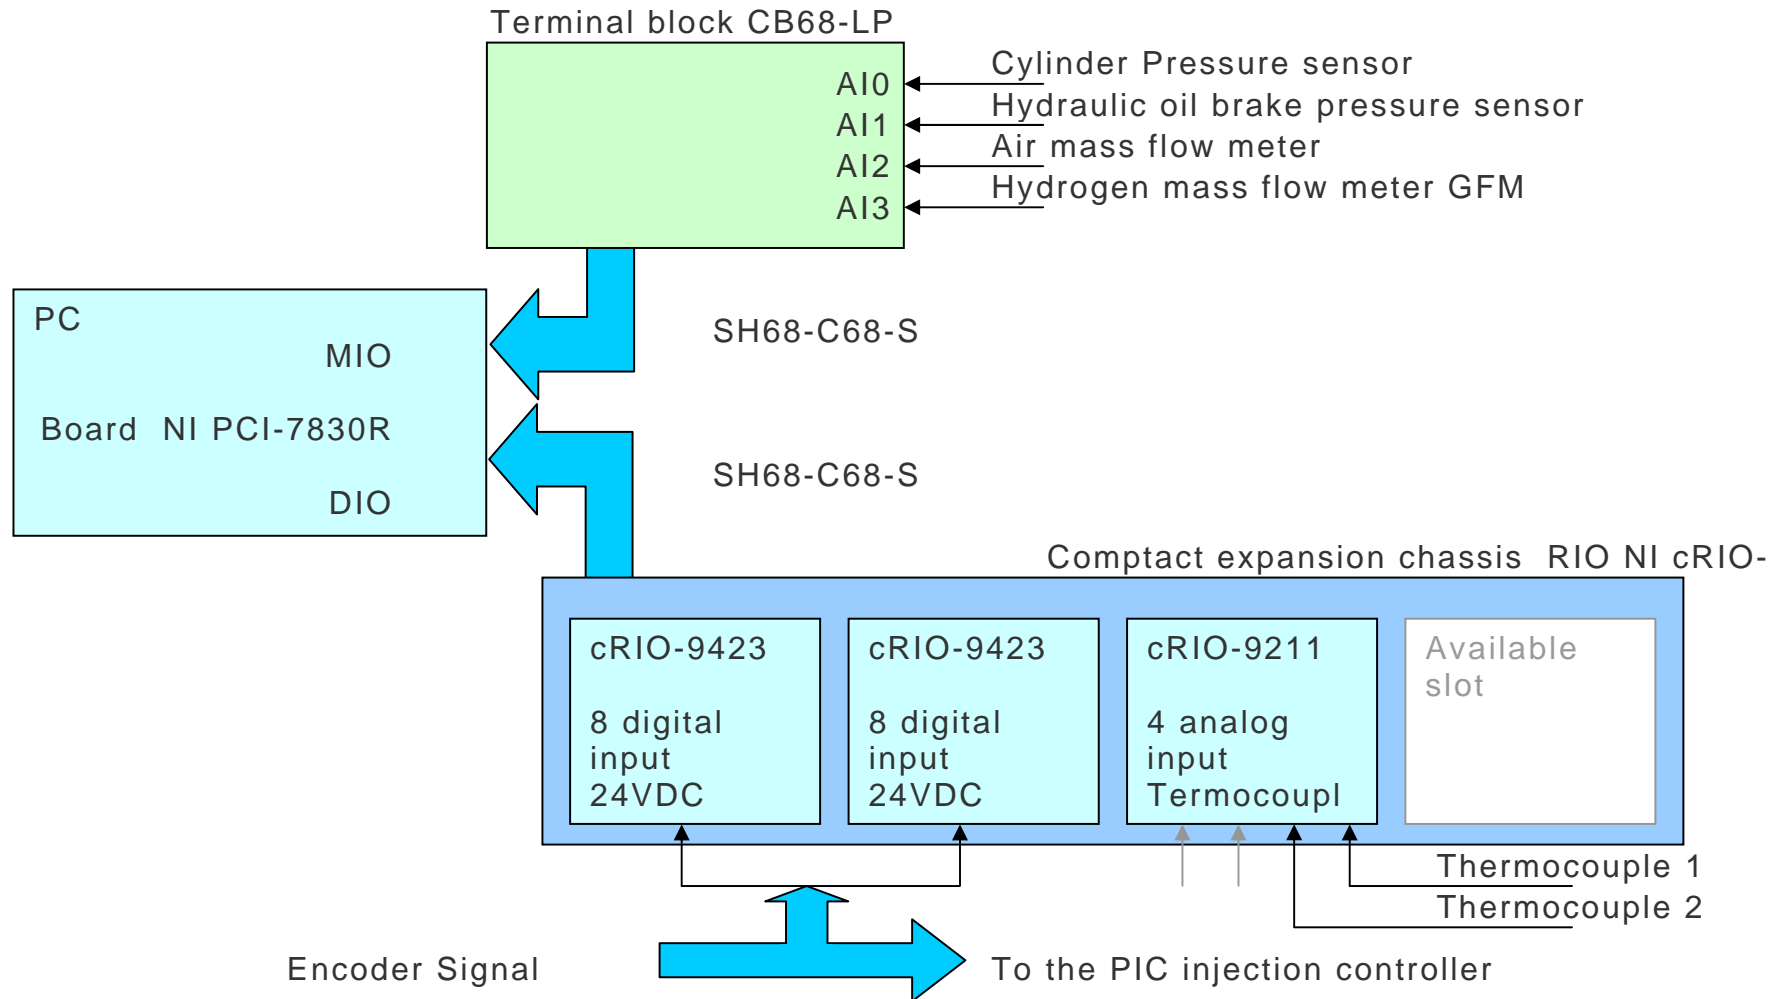 Terminal block CB68-LP
AI0
Cylinder Pressure sensor
AI1
Hydraulic oil brake pressure sensor
AI2
Air mass flow meter
AI3
Hydrogen mass flow meter GFM
PC
MIO
Board NI PCI-7830R
DIO
SH68-C68-S
SH68-C68-S
Comptact expansion chassis RIO NI cRIO-
cRIO-9423
8 digital
input
24VDC
cRIO-9423
8 digital
input
24VDC
cRIO-9211
4 analog
input
Termocoupl
Available
slot
Thermocouple 1
Thermocouple 2
Encoder Signal
To the PIC injection controller